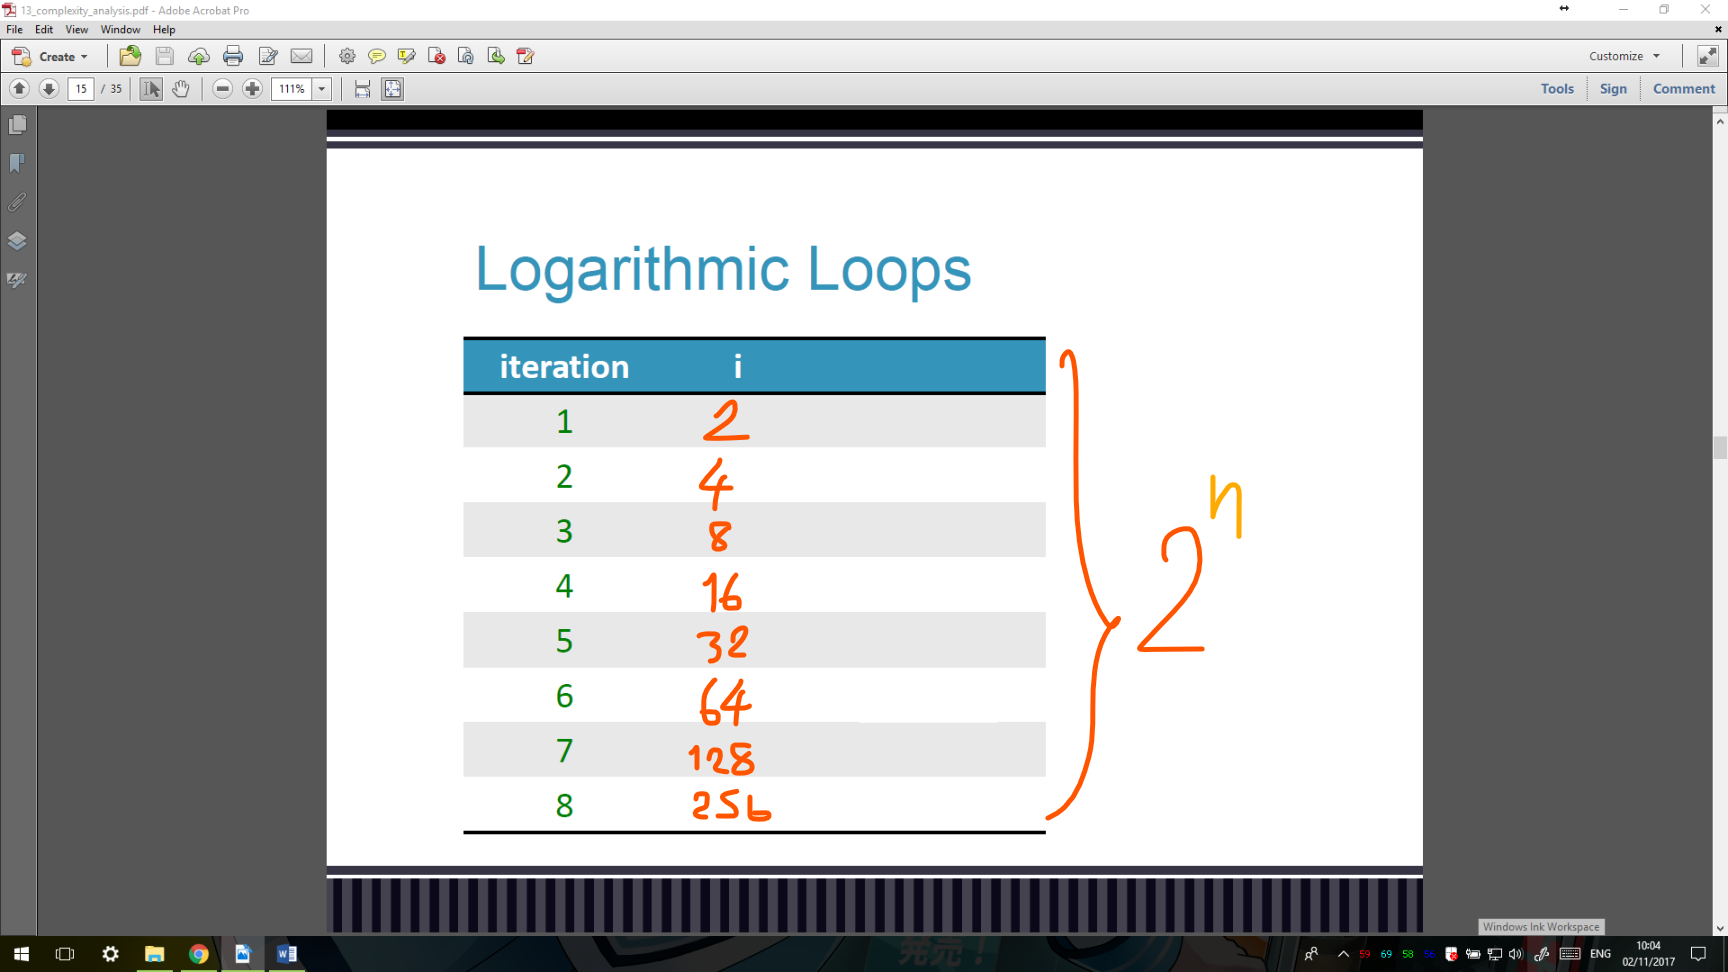 13_complexity_analysis.pdf - Adobe Acrobat Pro
File Edit View Window Help
Create Customize
15 / 35 111% Tools Sign Comment
Logarithmic Loops
iteration i
1 2
2 4
3 8
4 16
5 32
6 64
7 128
8 256
2^n
Windows Ink Workspace
発売！
59 69 58 56 ENG 10:04
02/11/2017